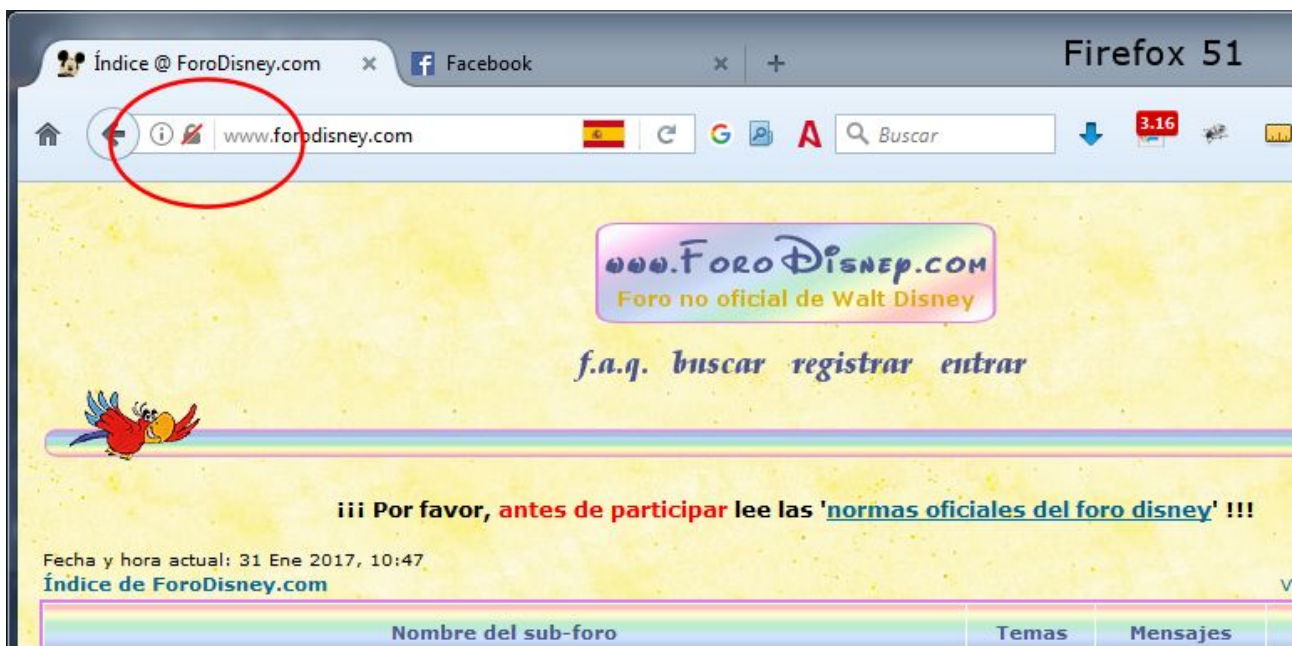 Índice @ ForoDisney.com
Facebook
Firefox 51
www.forodisney.com
Buscar
3.16
www.ForoDisney.com
Foro no oficial de Walt Disney
f.a.q. buscar registrar entrar
¡¡¡ Por favor, antes de participar lee las 'normas oficiales del foro disney' !!!
Fecha y hora actual: 31 Ene 2017, 10:47
Índice de ForoDisney.com
Nombre del sub-foro Temas Mensajes